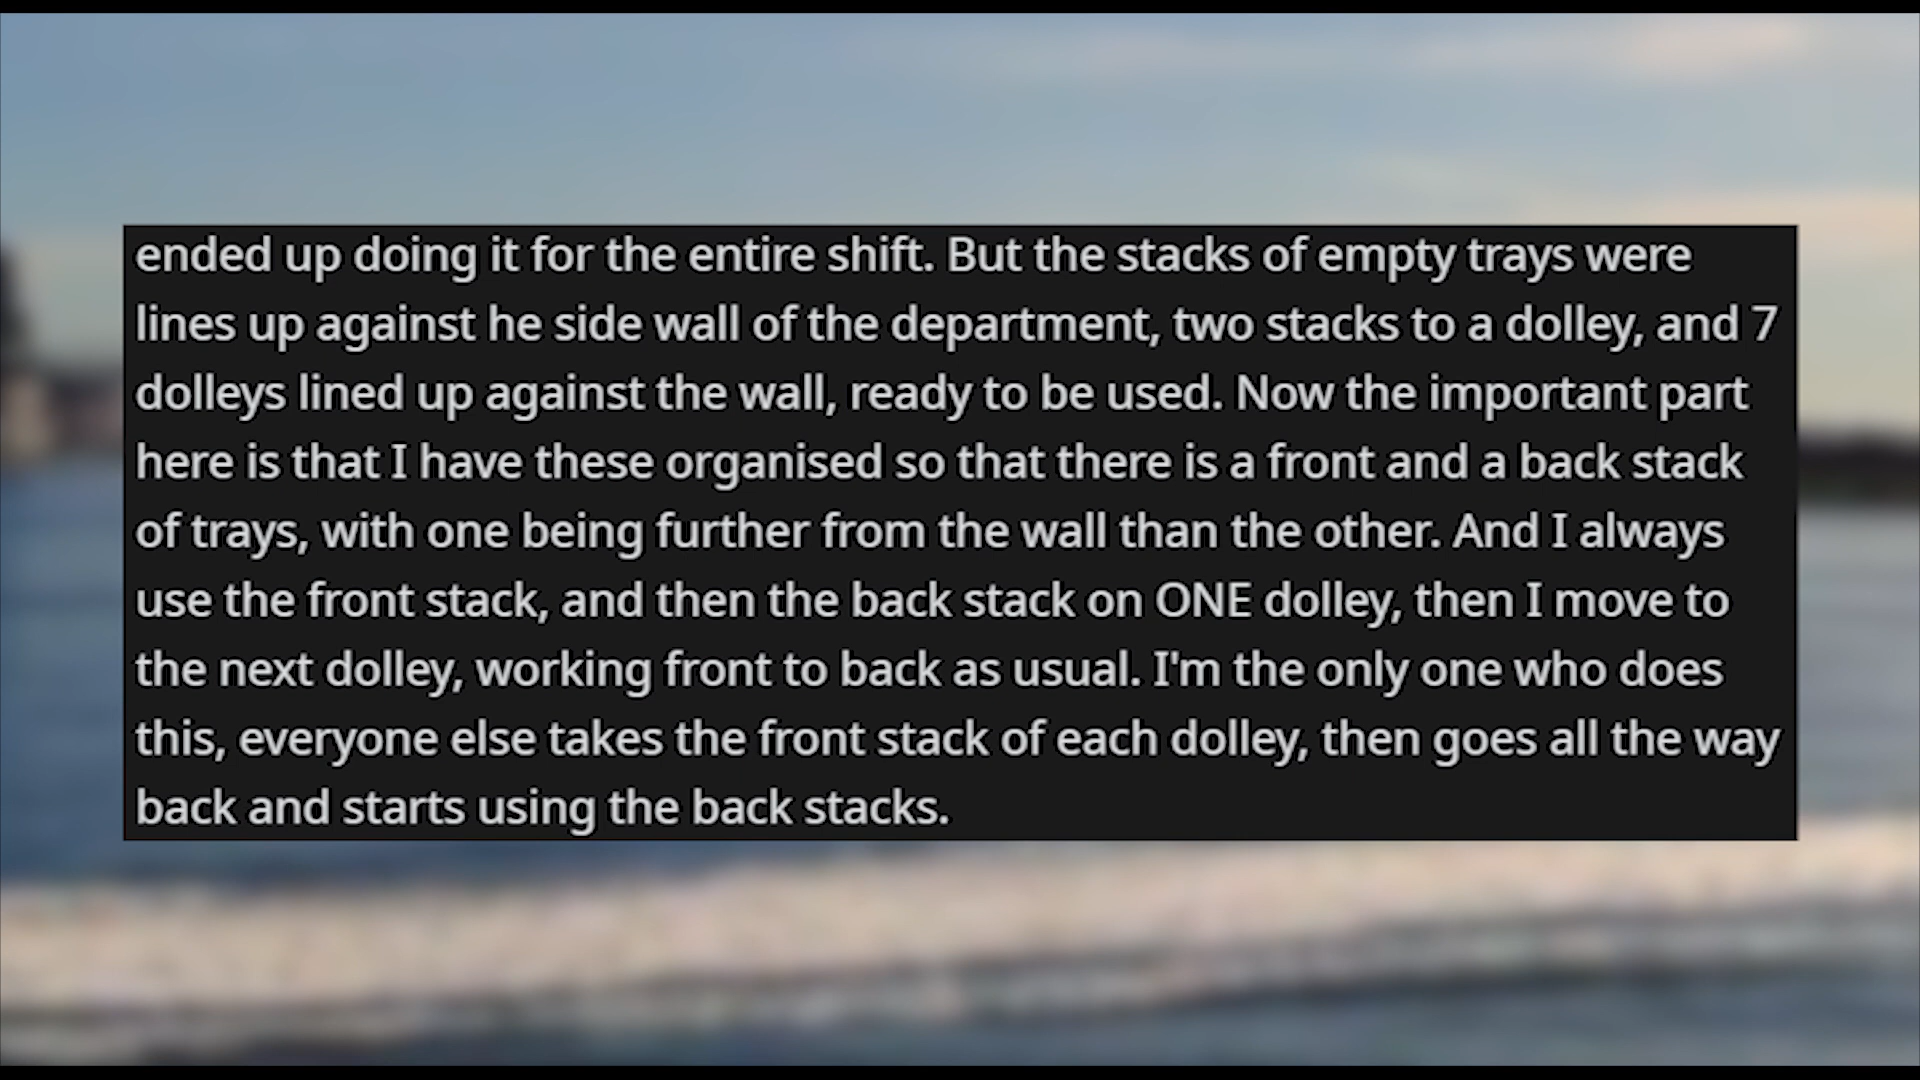 ended up doing it for the entire shift. But the stacks of empty trays were
lines up against he side wall of the department, two stacks to a dolley, and 7
dolleys lined up against the wall, ready to be used. Now the important part
here is that I have these organised so that there is a front and a back stack
of trays, with one being further from the wall than the other. And I always
use the front stack, and then the back stack on ONE dolley, then I move to
the next dolley, working front to back as usual. I'm the only one who does
this, everyone else takes the front stack of each dolley, then goes all the way
back and starts using the back stacks.